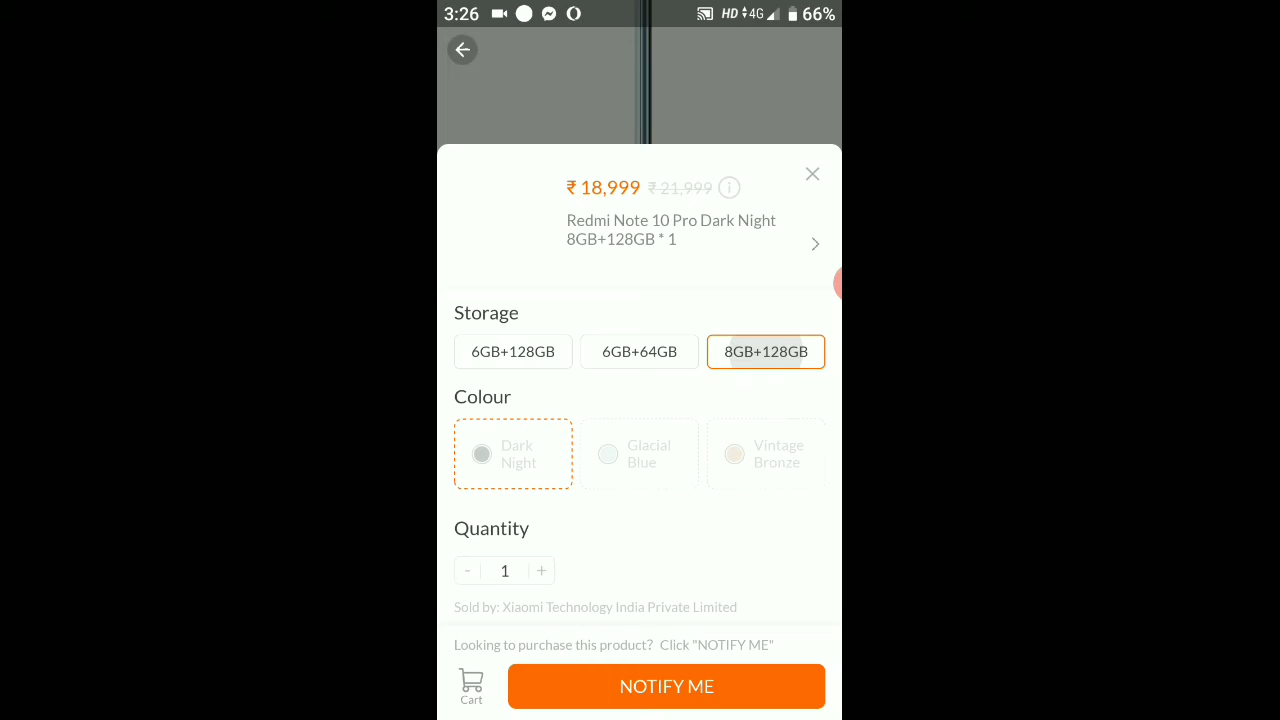 3:26 HD 4G 66%
₹ 18,999 ₹ 21,999
Redmi Note 10 Pro Dark Night
8GB+128GB * 1
Storage
6GB+128GB 6GB+64GB 8GB+128GB
Colour
Dark Night Glacial Blue Vintage Bronze
Quantity
- 1 +
Sold by: Xiaomi Technology India Private Limited
Looking to purchase this product? Click "NOTIFY ME"
Cart NOTIFY ME